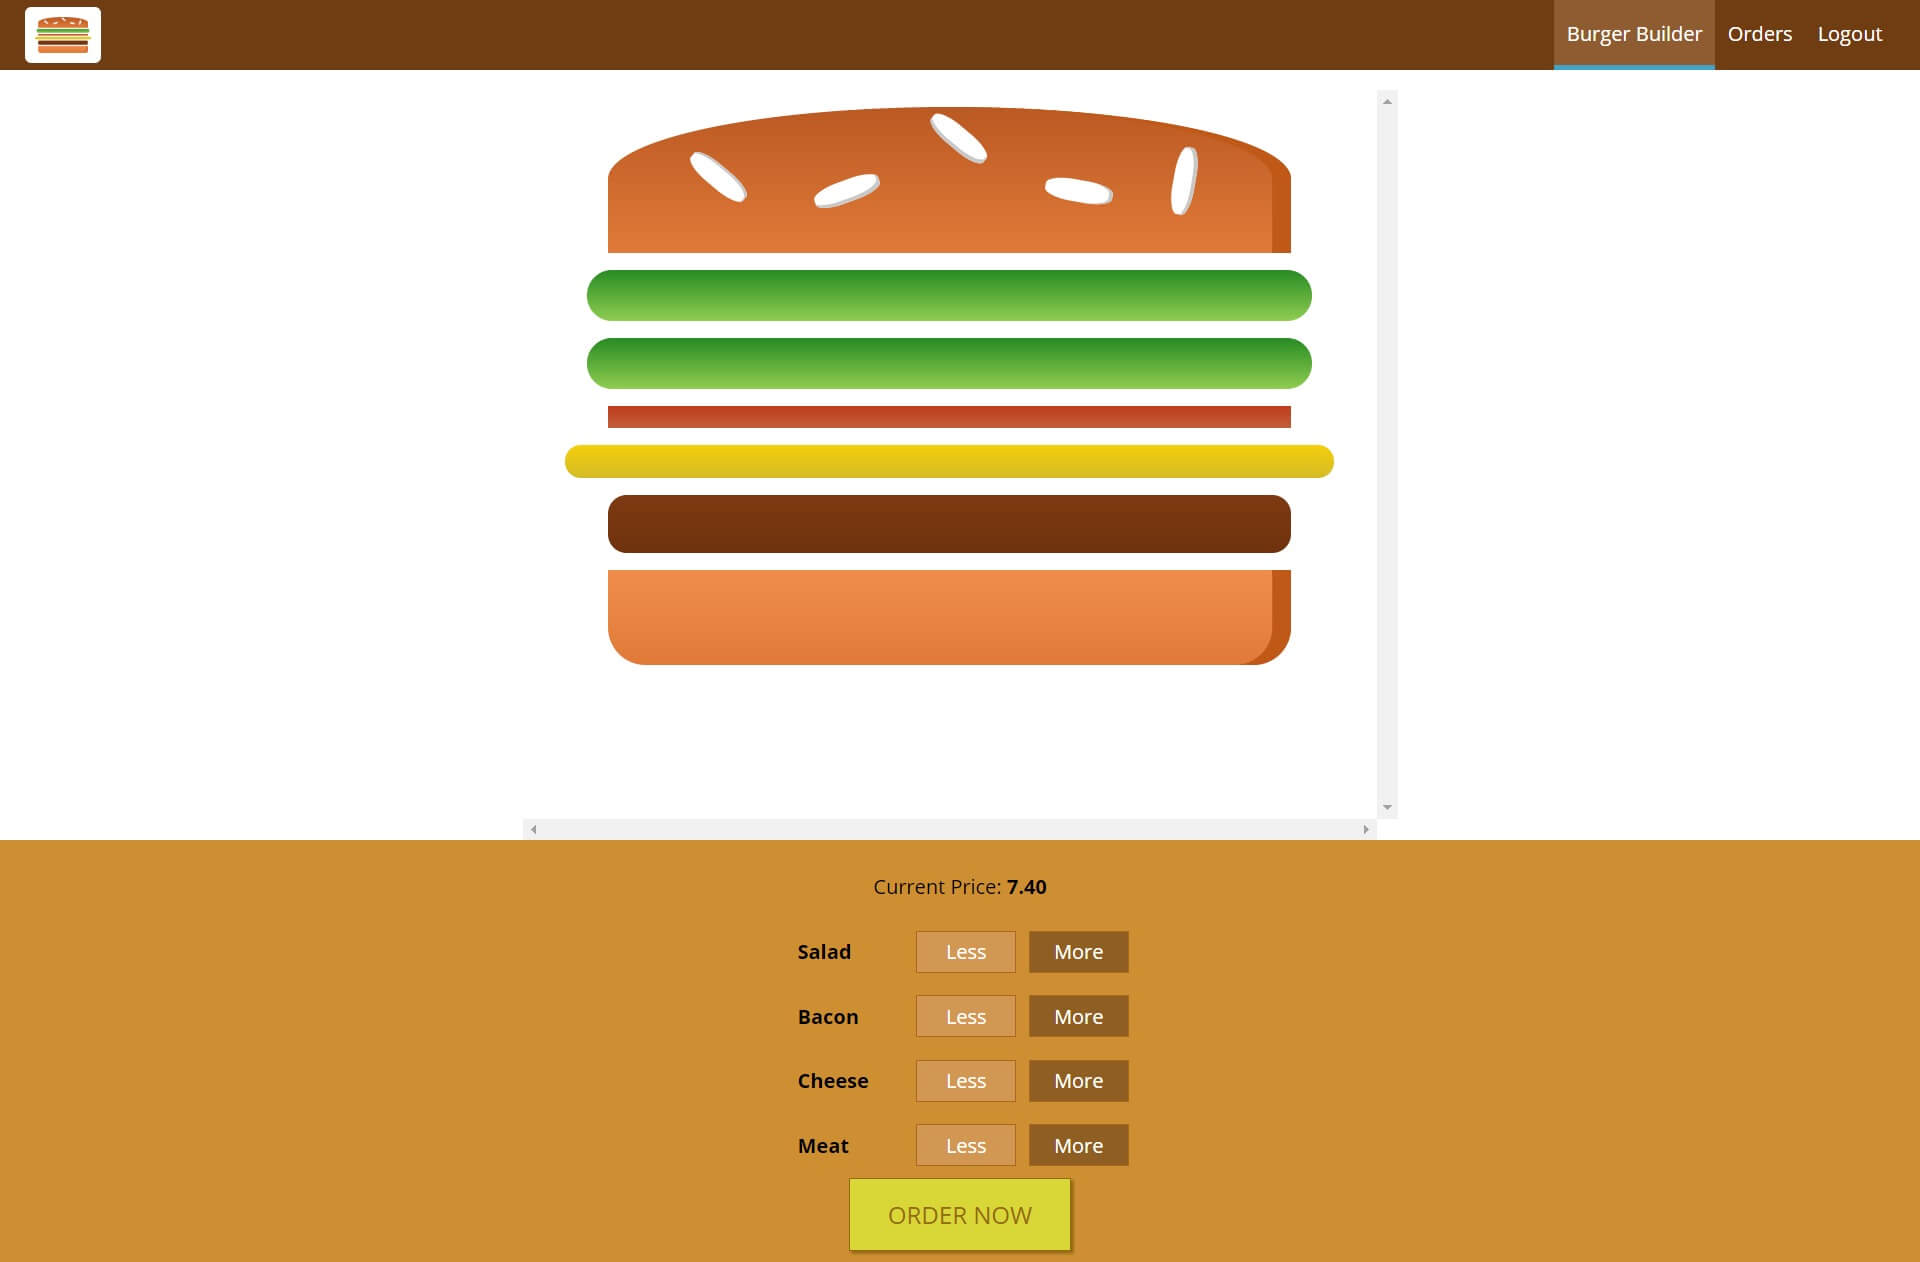 Burger Builder Orders Logout
Current Price: 7.40
Salad Less More
Bacon Less More
Cheese Less More
Meat Less More
ORDER NOW